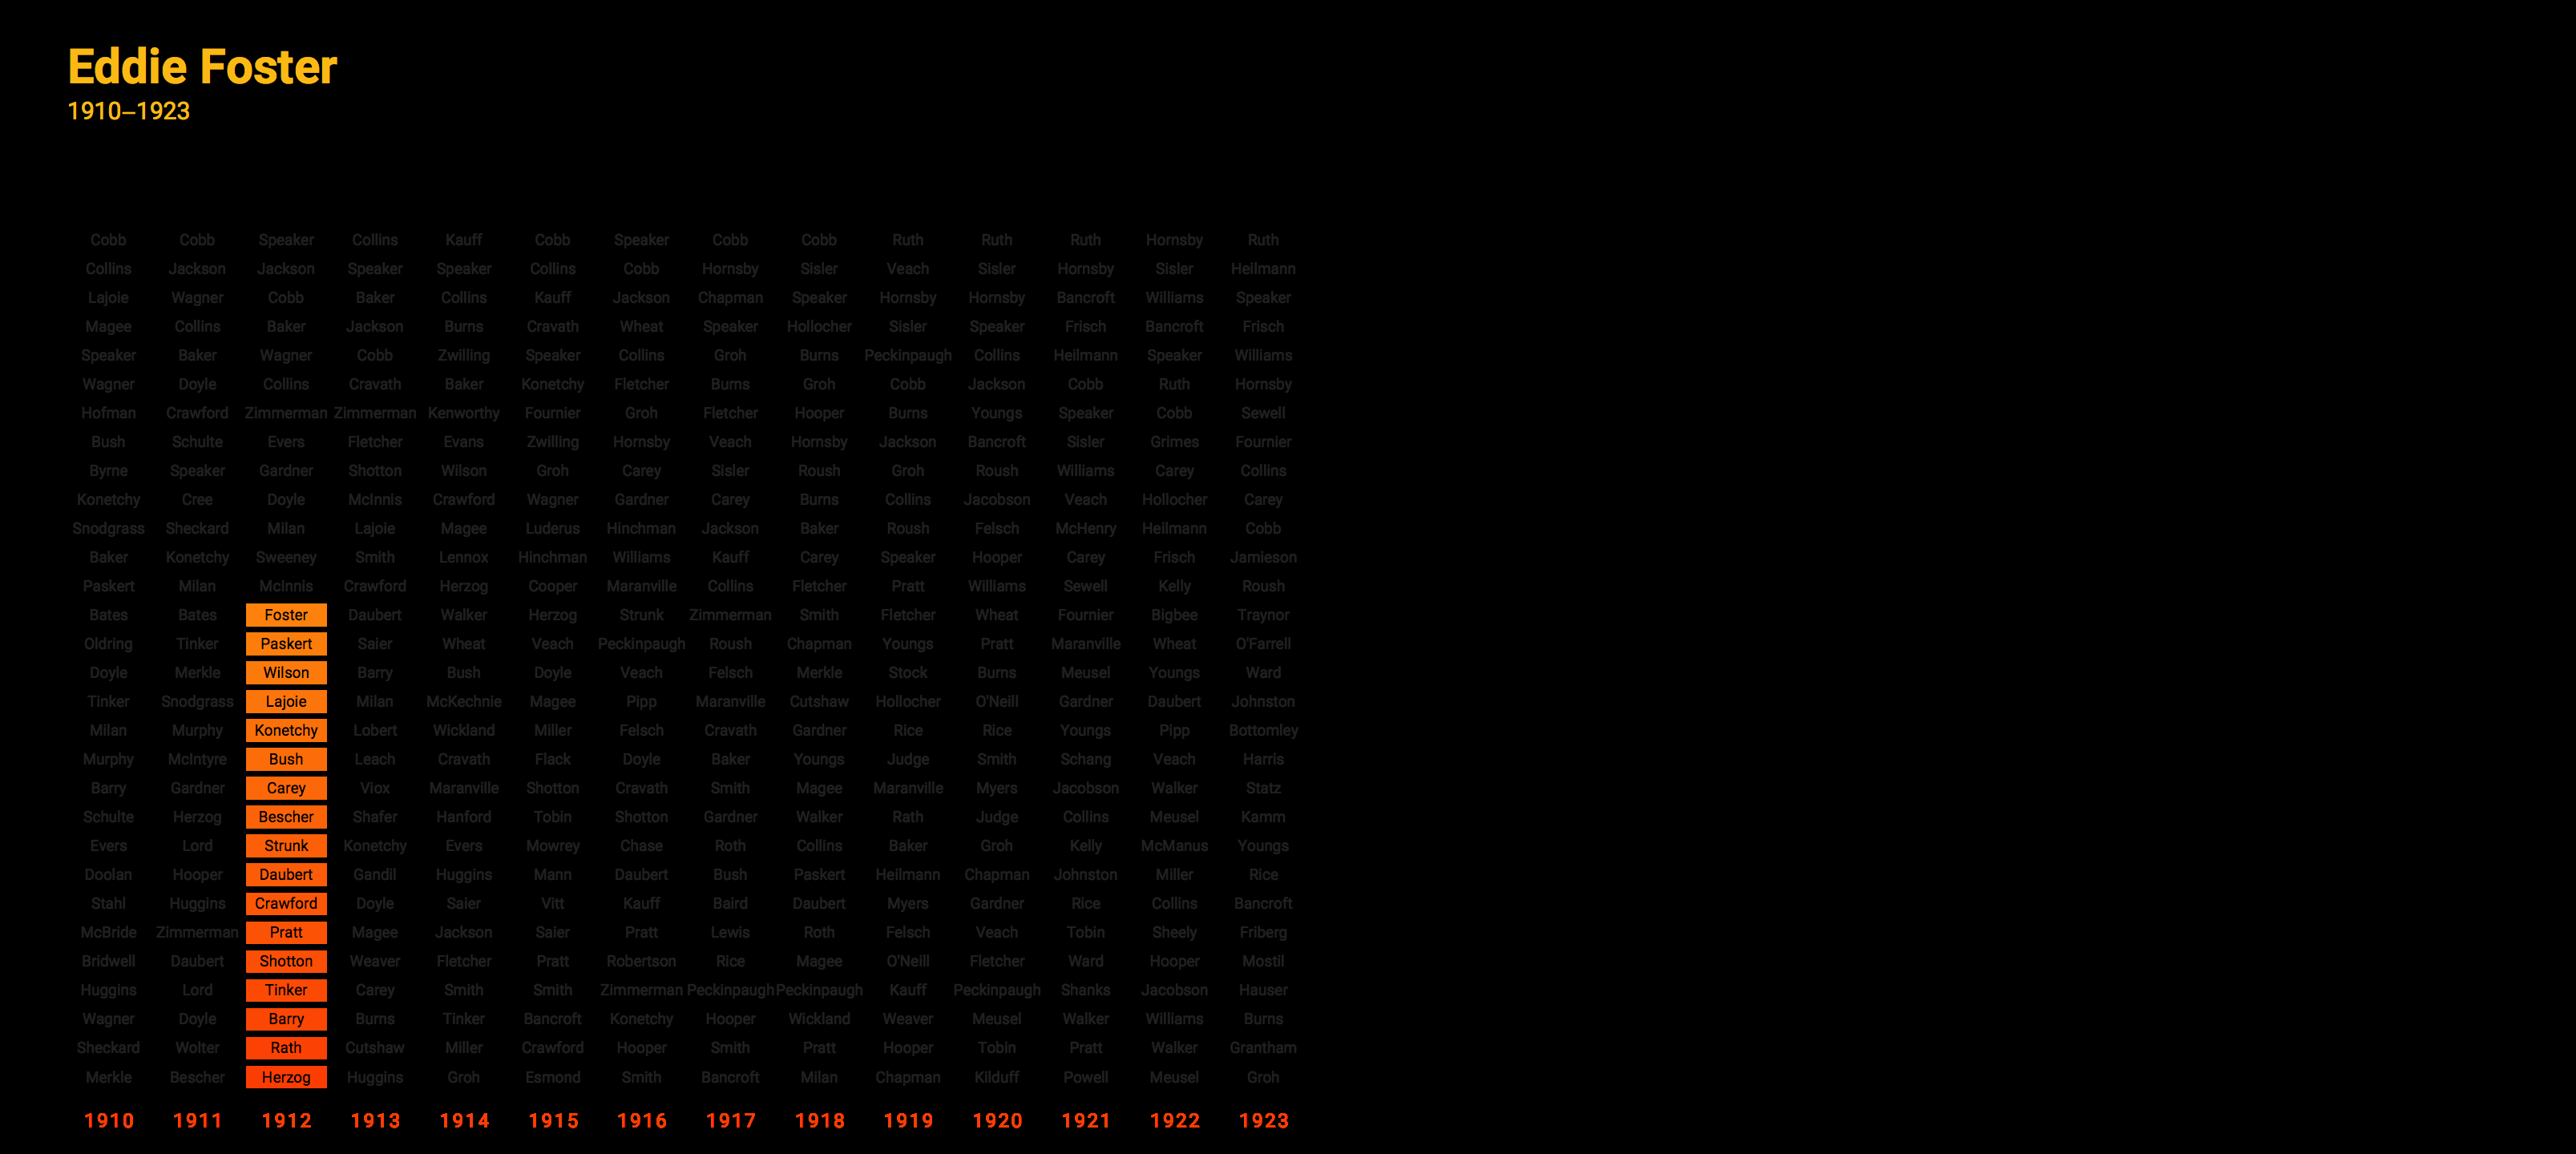 Eddie Foster
1910–1923
Cobb Cobb Speaker Collins Kauff Cobb Speaker Cobb Cobb Ruth Ruth Ruth Hornsby Ruth
Collins Jackson Jackson Speaker Speaker Collins Cobb Hornsby Sisler Veach Sisler Hornsby Sisler Heilmann
Lajoie Wagner Cobb Baker Collins Kauff Jackson Chapman Speaker Hornsby Hornsby Bancroft Williams Speaker
Magee Collins Baker Jackson Burns Cravath Wheat Speaker Hollocher Sisler Speaker Frisch Bancroft Frisch
Speaker Baker Wagner Cobb Zwilling Speaker Collins Groh Burns Peckinpaugh Collins Heilmann Speaker Williams
Wagner Doyle Collins Cravath Baker Konetchy Fletcher Burns Groh Cobb Jackson Cobb Ruth Hornsby
Hofman Crawford Zimmerman Zimmerman Kenworthy Fournier Groh Fletcher Hooper Burns Youngs Speaker Cobb Sewell
Bush Schulte Evers Fletcher Evans Zwilling Hornsby Veach Hornsby Jackson Bancroft Sisler Grimes Fournier
Byrne Speaker Gardner Shotton Wilson Groh Carey Sisler Roush Groh Roush Williams Carey Collins
Konetchy Cree Doyle McInnis Crawford Wagner Gardner Carey Burns Collins Jacobson Veach Hollocher Carey
Snodgrass Sheckard Milan Lajoie Magee Luderus Hinchman Jackson Baker Roush Felsch McHenry Heilmann Cobb
Baker Konetchy Sweeney Smith Lennox Hinchman Williams Kauff Carey Speaker Hooper Carey Frisch Jamieson
Paskert Milan McInnis Crawford Herzog Cooper Maranville Collins Fletcher Pratt Williams Sewell Kelly Roush
Bates Bates Foster Daubert Walker Herzog Strunk Zimmerman Smith Fletcher Wheat Fournier Bigbee Traynor
Oldring Tinker Paskert Saier Wheat Veach Peckinpaugh Roush Chapman Youngs Pratt Maranville Wheat O'Farrell
Doyle Merkle Wilson Barry Bush Doyle Veach Felsch Merkle Stock Burns Meusel Youngs Ward
Tinker Snodgrass Lajoie Milan McKechnie Magee Pipp Maranville Cutshaw Hollocher O'Neill Gardner Daubert Johnston
Milan Murphy Konetchy Lobert Wickland Miller Felsch Cravath Gardner Rice Rice Youngs Pipp Bottomley
Murphy McIntyre Bush Leach Cravath Flack Doyle Baker Youngs Judge Smith Schang Veach Harris
Barry Gardner Carey Viox Maranville Shotton Cravath Smith Magee Maranville Myers Jacobson Walker Statz
Schulte Herzog Bescher Shafer Hanford Tobin Shotton Gardner Walker Rath Judge Collins Meusel Kamm
Evers Lord Strunk Konetchy Evers Mowrey Chase Roth Collins Baker Groh Kelly McManus Youngs
Doolan Hooper Daubert Gandil Huggins Mann Daubert Bush Paskert Heilmann Chapman Johnston Miller Rice
Stahl Huggins Crawford Doyle Saier Vitt Kauff Baird Daubert Myers Gardner Rice Collins Bancroft
McBride Zimmerman Pratt Magee Jackson Saier Pratt Lewis Roth Felsch Veach Tobin Sheely Friberg
Bridwell Daubert Shotton Weaver Fletcher Pratt Robertson Rice Magee O'Neill Fletcher Ward Hooper Mostil
Huggins Lord Tinker Carey Smith Smith Zimmerman Peckinpaugh Peckinpaugh Kauff Peckinpaugh Shanks Jacobson Hauser
Wagner Doyle Barry Burns Tinker Bancroft Konetchy Hooper Wickland Weaver Meusel Walker Williams Burns
Sheckard Wolter Rath Cutshaw Miller Crawford Hooper Smith Pratt Hooper Tobin Pratt Walker Grantham
Merkle Bescher Herzog Huggins Groh Esmond Smith Bancroft Milan Chapman Kilduff Powell Meusel Groh
1910 1911 1912 1913 1914 1915 1916 1917 1918 1919 1920 1921 1922 1923